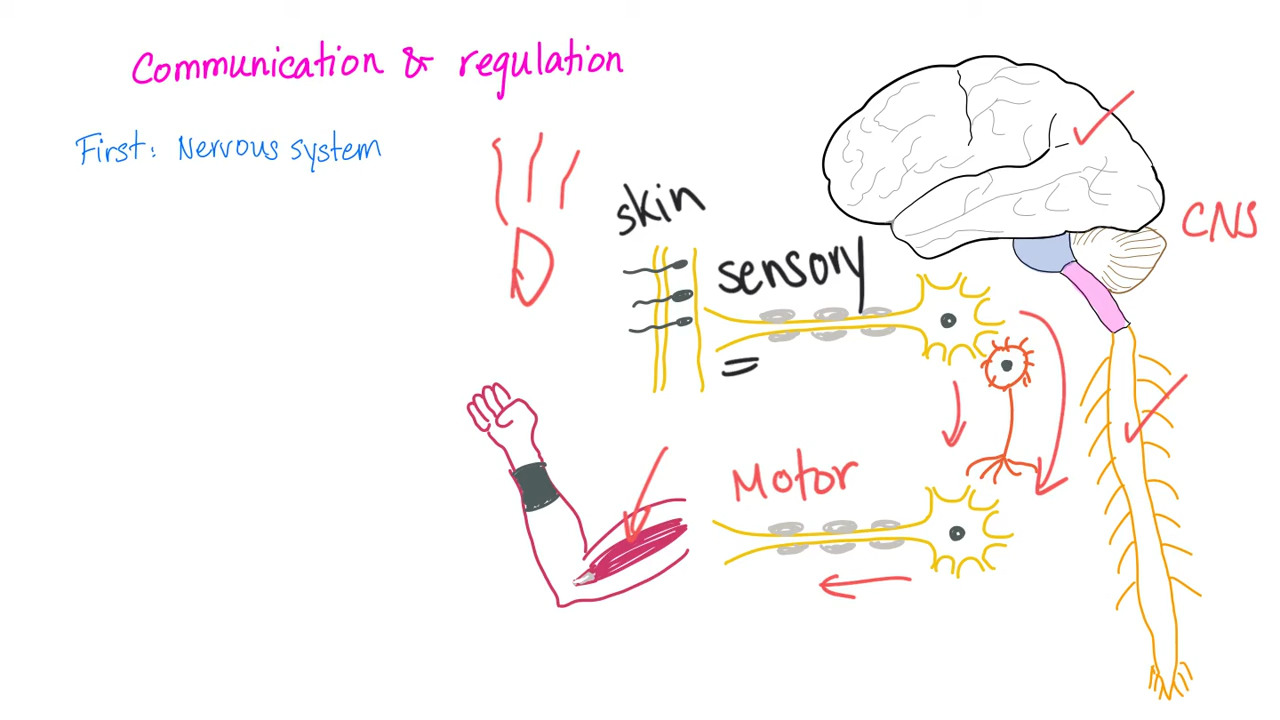 Communication & regulation
First: Nervous system
skin
sensory
CNS
Motor